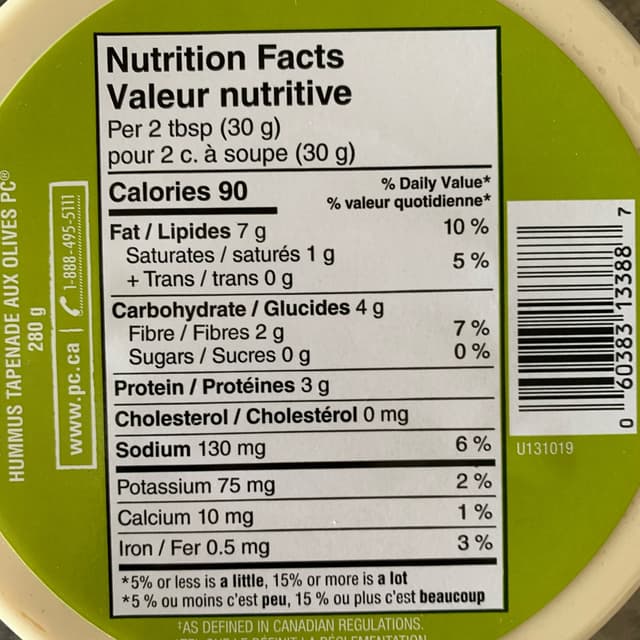 Nutrition Facts
Valeur nutritive
Per 2 tbsp (30 g)
pour 2 c. à soupe (30 g)
Calories 90
% Daily Value*
% valeur quotidienne*
Fat / Lipides 7 g 10 %
Saturates / saturés 1 g
+ Trans / trans 0 g 5 %
Carbohydrate / Glucides 4 g
Fibre / Fibres 2 g 7 %
Sugars / Sucres 0 g 0 %
Protein / Protéines 3 g
Cholesterol / Cholestérol 0 mg
Sodium 130 mg 6 %
Potassium 75 mg 2 %
Calcium 10 mg 1 %
Iron / Fer 0.5 mg 3 %
*5% or less is a little, 15% or more is a lot
*5 % ou moins c'est peu, 15 % ou plus c'est beaucoup
†AS DEFINED IN CANADIAN REGULATIONS.
HUMMUS TAPENADE AUX OLIVES PC®
280 g
www.pc.ca | 1-888-495-5111
0 60383 13388 7
U131019